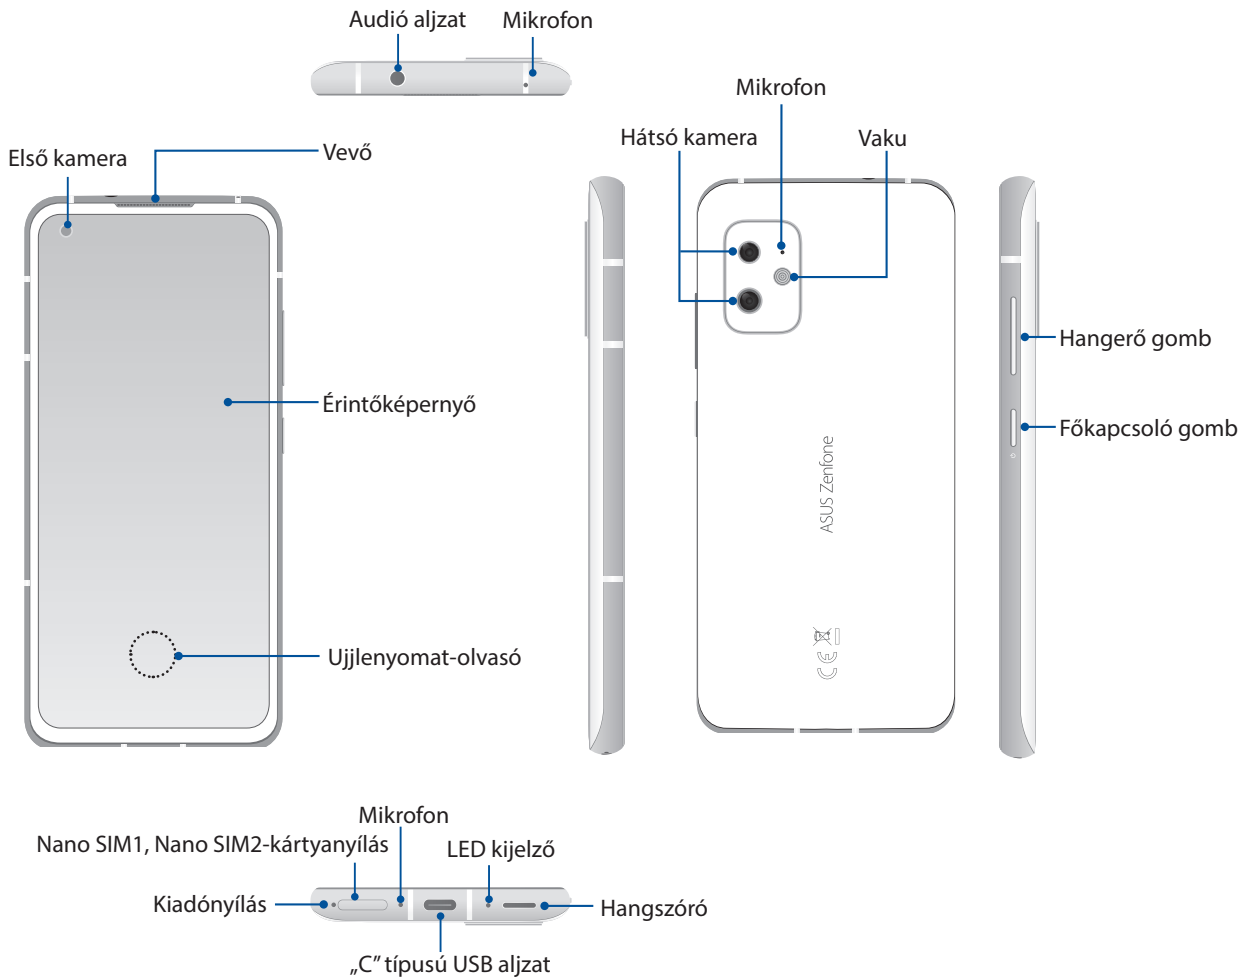 Audió aljzat
Mikrofon
Mikrofon
Hátsó kamera
Vaku
Első kamera
Vevő
Hangerő gomb
Érintőképernyő
Főkapcsoló gomb
ASUS Zenfone
Ujjlenyomat-olvasó
CE
Mikrofon
Nano SIM1, Nano SIM2-kártyanyílás
LED kijelző
Kiadónyílás
Hangszóró
„C” típusú USB aljzat